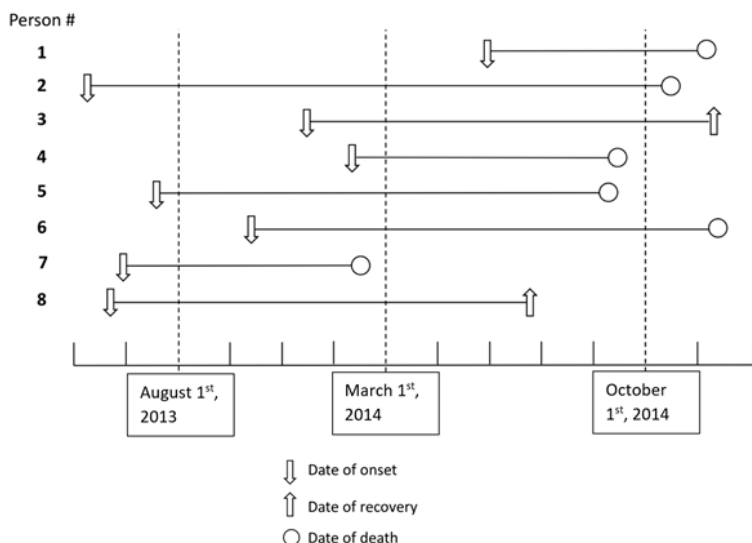 Person #
1
2
3
4
5
6
7
8
August 1st,
2013
March 1st,
2014
October
1st, 2014
Date of onset
Date of recovery
Date of death